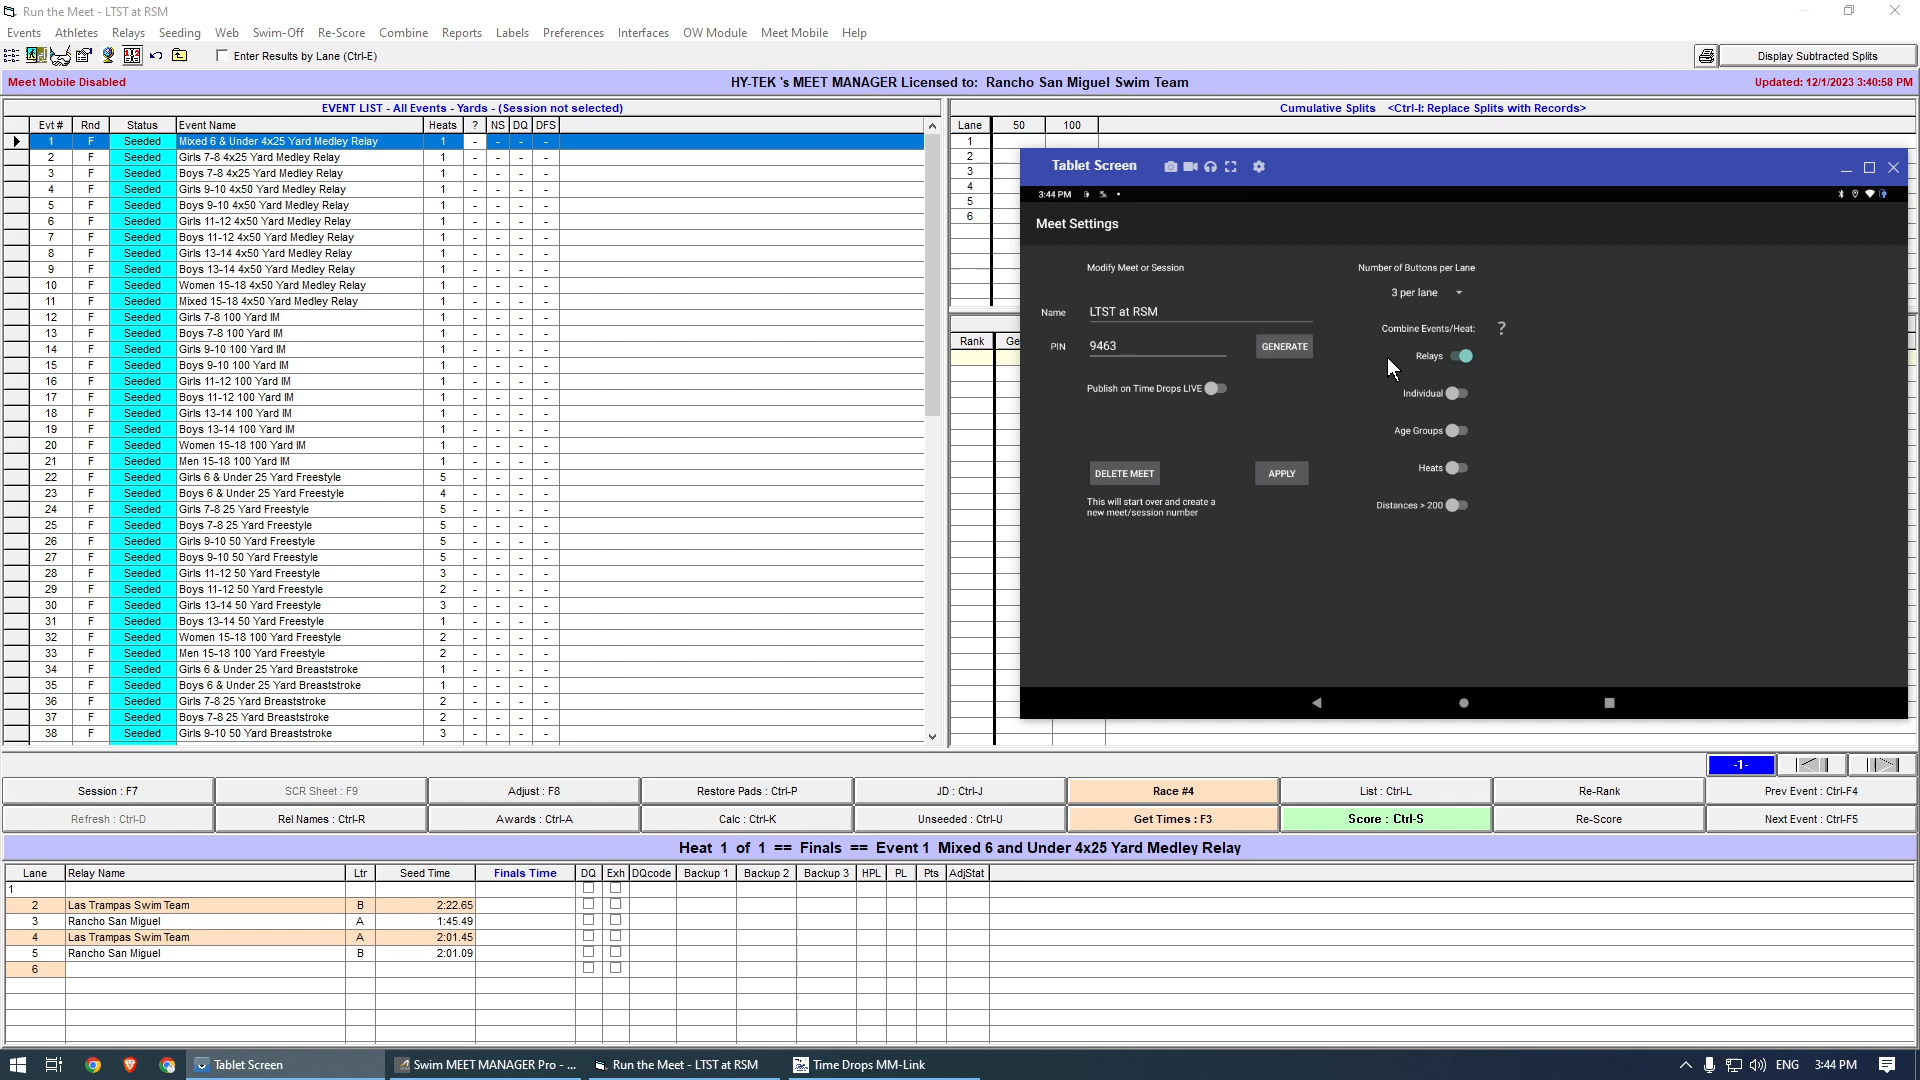 Run the Meet - LTST at RSM
Events Athletes Relays Seeding Web Swim-Off Re-Score Combine Reports Labels Preferences Interfaces OW Module Meet Mobile Help
Enter Results by Lane (Ctrl-E) Display Subtracted Splits
Meet Mobile Disabled HY-TEK 's MEET MANAGER Licensed to: Rancho San Miguel Swim Team Updated: 12/1/2023 3:40:58 PM
EVENT LIST - All Events - Yards - (Session not selected)
Evt # Rnd Status Event Name Heats ? NS DQ DFS
1 F Seeded Mixed 6 & Under 4x25 Yard Medley Relay 1 - - - -
2 F Seeded Girls 7-8 4x25 Yard Medley Relay 1 - - - -
3 F Seeded Boys 7-8 4x25 Yard Medley Relay 1 - - - -
4 F Seeded Girls 9-10 4x50 Yard Medley Relay 1 - - - -
5 F Seeded Boys 9-10 4x50 Yard Medley Relay 1 - - - -
6 F Seeded Girls 11-12 4x50 Yard Medley Relay 1 - - - -
7 F Seeded Boys 11-12 4x50 Yard Medley Relay 1 - - - -
8 F Seeded Girls 13-14 4x50 Yard Medley Relay 1 - - - -
9 F Seeded Boys 13-14 4x50 Yard Medley Relay 1 - - - -
10 F Seeded Women 15-18 4x50 Yard Medley Relay 1 - - - -
11 F Seeded Mixed 15-18 4x50 Yard Medley Relay 1 - - - -
12 F Seeded Girls 7-8 100 Yard IM 1 - - - -
13 F Seeded Boys 7-8 100 Yard IM 1 - - - -
14 F Seeded Girls 9-10 100 Yard IM 1 - - - -
15 F Seeded Boys 9-10 100 Yard IM 1 - - - -
16 F Seeded Girls 11-12 100 Yard IM 1 - - - -
17 F Seeded Boys 11-12 100 Yard IM 1 - - - -
18 F Seeded Girls 13-14 100 Yard IM 1 - - - -
19 F Seeded Boys 13-14 100 Yard IM 1 - - - -
20 F Seeded Women 15-18 100 Yard IM 1 - - - -
21 F Seeded Men 15-18 100 Yard IM 1 - - - -
22 F Seeded Girls 6 & Under 25 Yard Freestyle 5 - - - -
23 F Seeded Boys 6 & Under 25 Yard Freestyle 4 - - - -
24 F Seeded Girls 7-8 25 Yard Freestyle 5 - - - -
25 F Seeded Boys 7-8 25 Yard Freestyle 5 - - - -
26 F Seeded Girls 9-10 50 Yard Freestyle 5 - - - -
27 F Seeded Boys 9-10 50 Yard Freestyle 5 - - - -
28 F Seeded Girls 11-12 50 Yard Freestyle 3 - - - -
29 F Seeded Boys 11-12 50 Yard Freestyle 2 - - - -
30 F Seeded Girls 13-14 50 Yard Freestyle 3 - - - -
31 F Seeded Boys 13-14 50 Yard Freestyle 1 - - - -
32 F Seeded Women 15-18 100 Yard Freestyle 2 - - - -
33 F Seeded Men 15-18 100 Yard Freestyle 2 - - - -
34 F Seeded Girls 6 & Under 25 Yard Breaststroke 1 - - - -
35 F Seeded Boys 6 & Under 25 Yard Breaststroke 1 - - - -
36 F Seeded Girls 7-8 25 Yard Breaststroke 2 - - - -
37 F Seeded Boys 7-8 25 Yard Breaststroke 2 - - - -
38 F Seeded Girls 9-10 50 Yard Breaststroke 3 - - - -
Cumulative Splits <Ctrl-I: Replace Splits with Records>
Lane 50 100
1
2
3
4
5
6
Rank Ge
Tablet Screen
3:44 PM
Meet Settings
Modify Meet or Session
Name LTST at RSM
PIN 9463 GENERATE
Publish on Time Drops LIVE
DELETE MEET APPLY
This will start over and create a
new meet/session number
Number of Buttons per Lane
3 per lane
Combine Events/Heat: ?
Relays
Individual
Age Groups
Heats
Distances > 200
-1-
Session : F7 SCR Sheet : F9 Adjust : F8 Restore Pads : Ctrl-P JD : Ctrl-J Race #4 List : Ctrl-L Re-Rank Prev Event : Ctrl-F4
Refresh : Ctrl-D Rel Names : Ctrl-R Awards : Ctrl-A Calc : Ctrl-K Unseeded : Ctrl-U Get Times : F3 Score : Ctrl-S Re-Score Next Event : Ctrl-F5
Heat 1 of 1 == Finals == Event 1 Mixed 6 and Under 4x25 Yard Medley Relay
Lane Relay Name Ltr Seed Time Finals Time DQ Exh DQcode Backup 1 Backup 2 Backup 3 HPL PL Pts AdjStat
1
2 Las Trampas Swim Team B 2:22.65
3 Rancho San Miguel A 1:45.49
4 Las Trampas Swim Team A 2:01.45
5 Rancho San Miguel B 2:01.09
6
Tablet Screen Swim MEET MANAGER Pro - ... Run the Meet - LTST at RSM Time Drops MM-Link ENG 3:44 PM